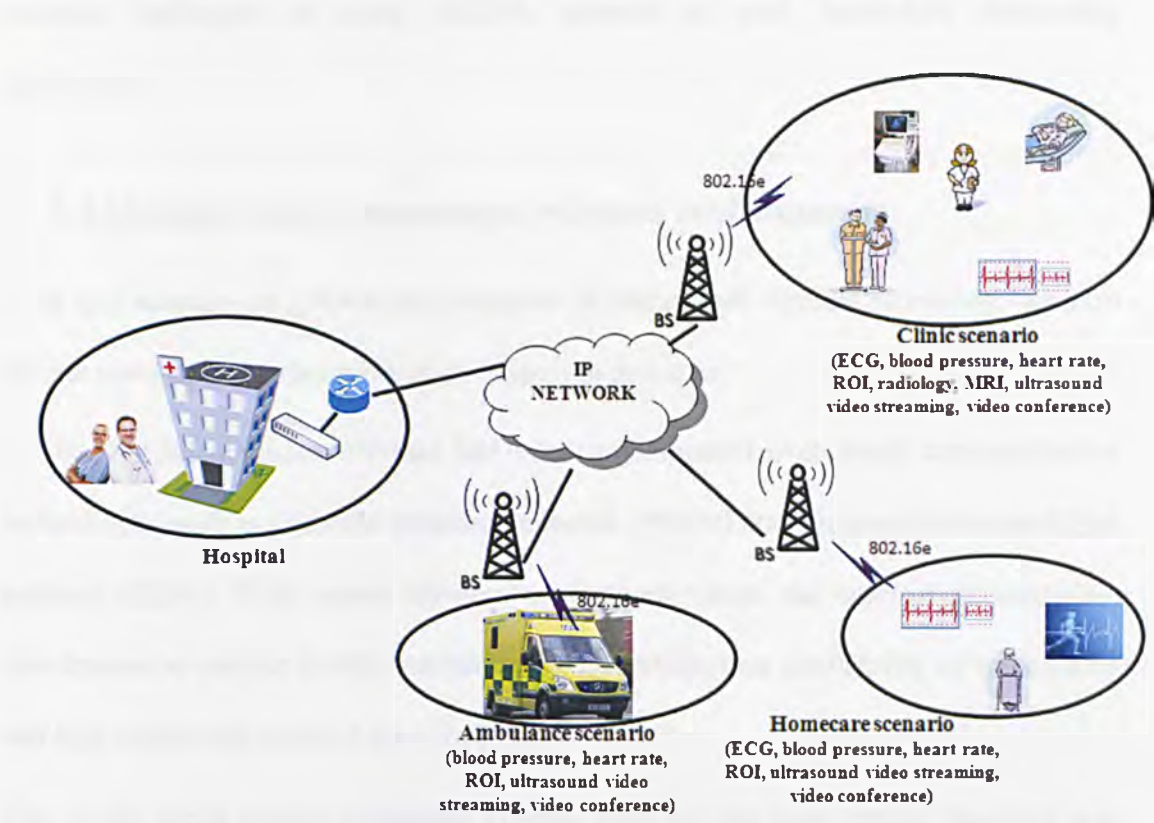 802.16e
BS
Clinic scenario
(ECG, blood pressure, heart rate,
ROI, radiology, MRI, ultrasound
video streaming, video conference)
IP
NETWORK
H
Hospital
BS
802.16e
Ambulance scenario
(blood pressure, heart rate,
ROI, ultrasound video
streaming, video conference)
BS
802.16e
Homecare scenario
(ECG, blood pressure, heart rate,
ROI, ultrasound video streaming,
video conference)